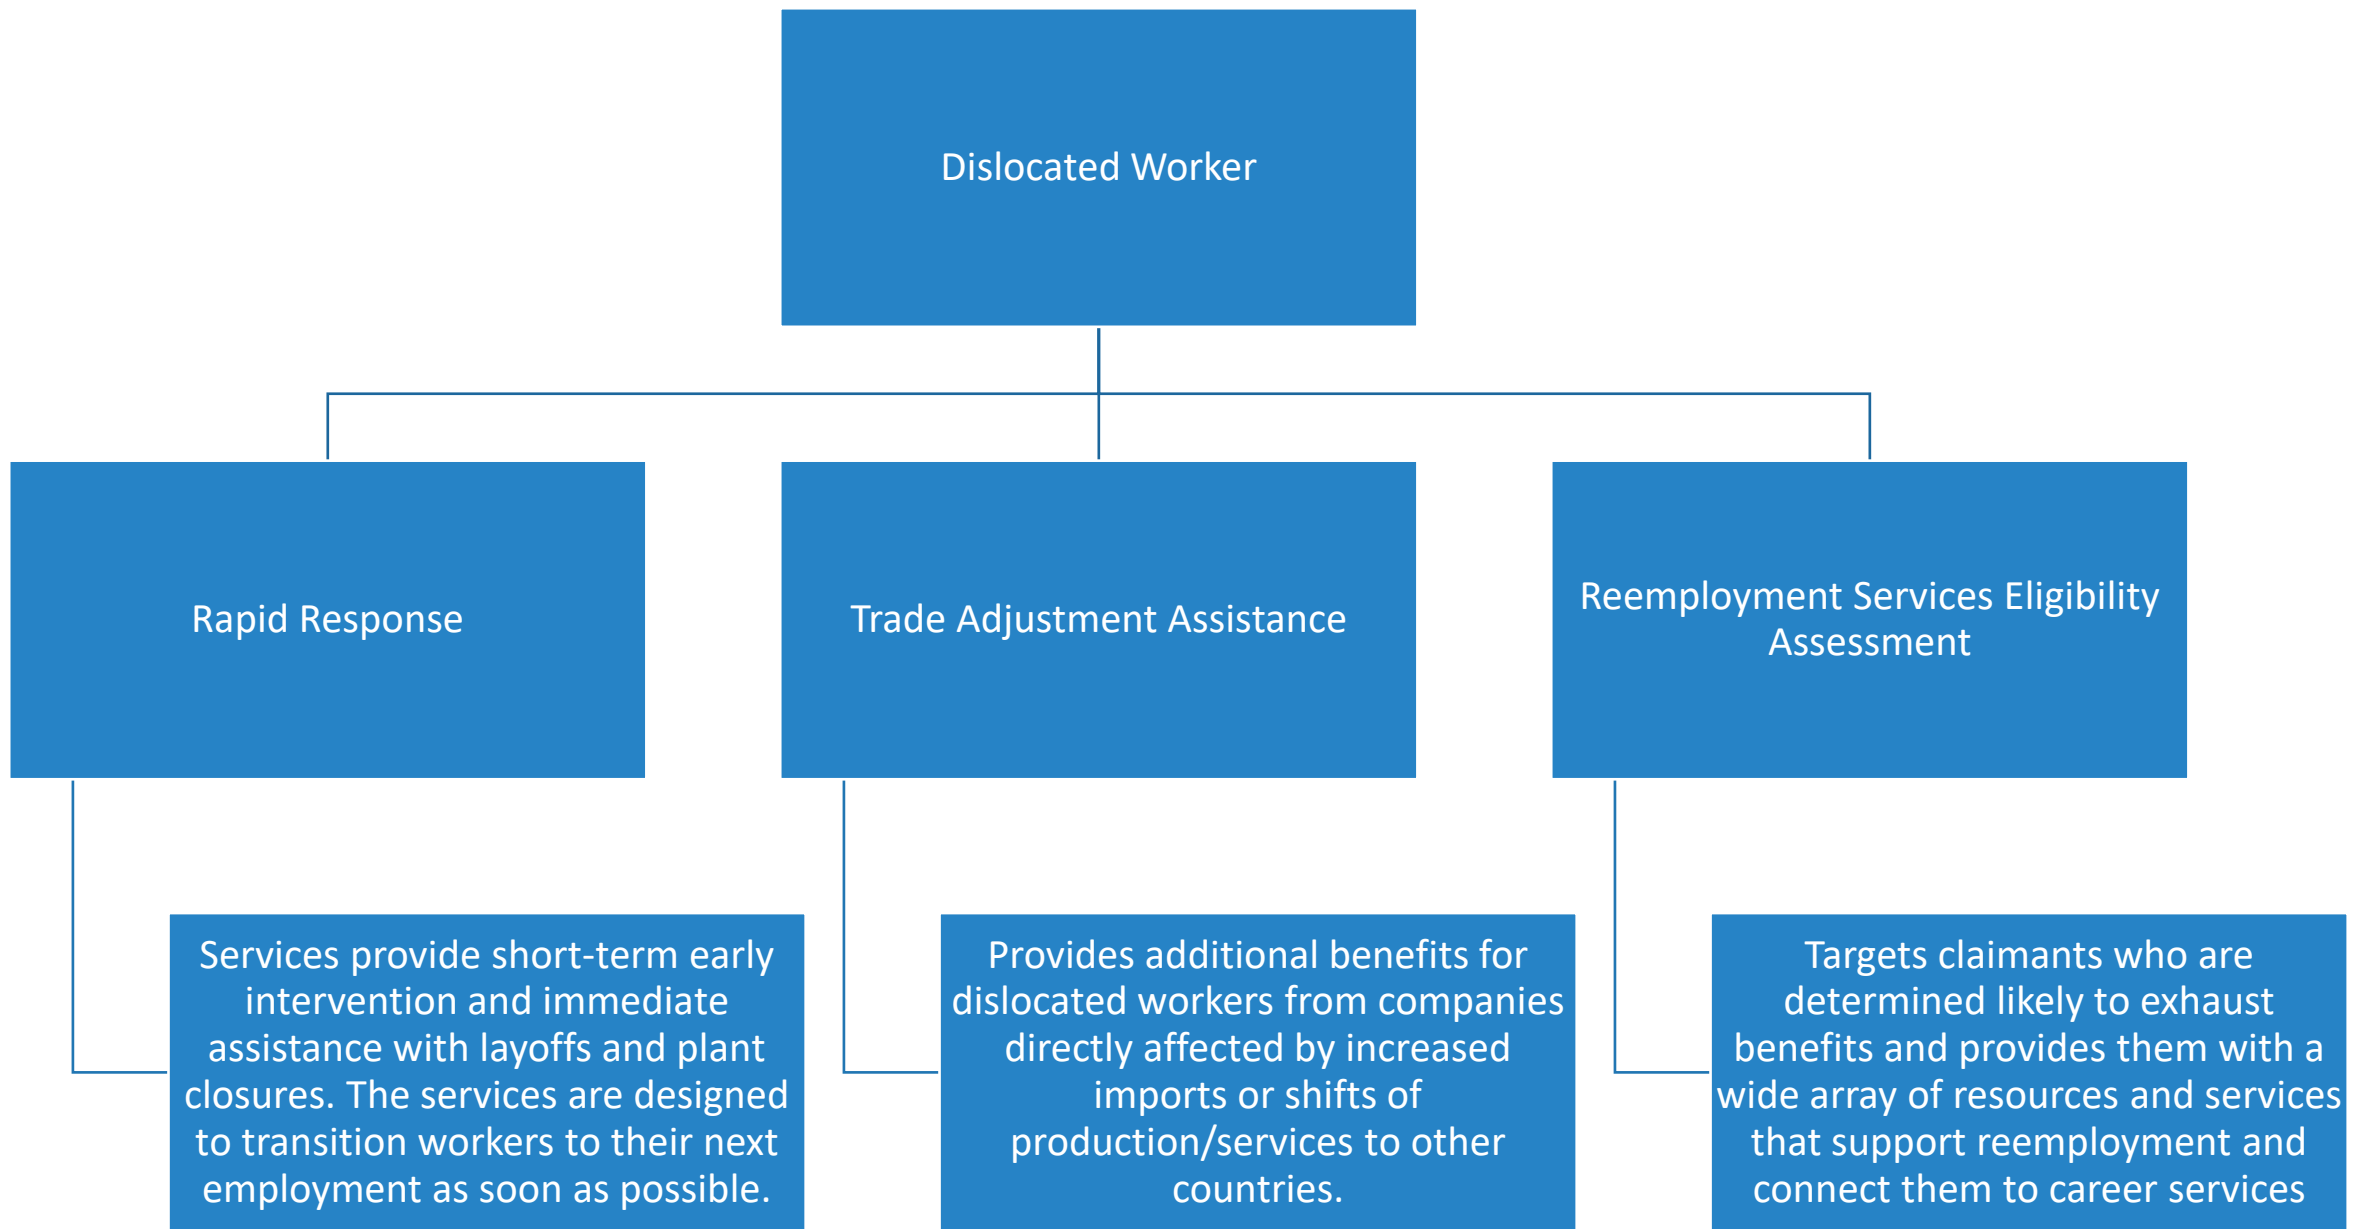 Dislocated Worker
Rapid Response
Trade Adjustment Assistance
Reemployment Services Eligibility
Assessment
Services provide short-term early
intervention and immediate
assistance with layoffs and plant
closures. The services are designed
to transition workers to their next
employment as soon as possible.
Provides additional benefits for
dislocated workers from companies
directly affected by increased
imports or shifts of
production/services to other
countries.
Targets claimants who are
determined likely to exhaust
benefits and provides them with a
wide array of resources and services
that support reemployment and
connect them to career services